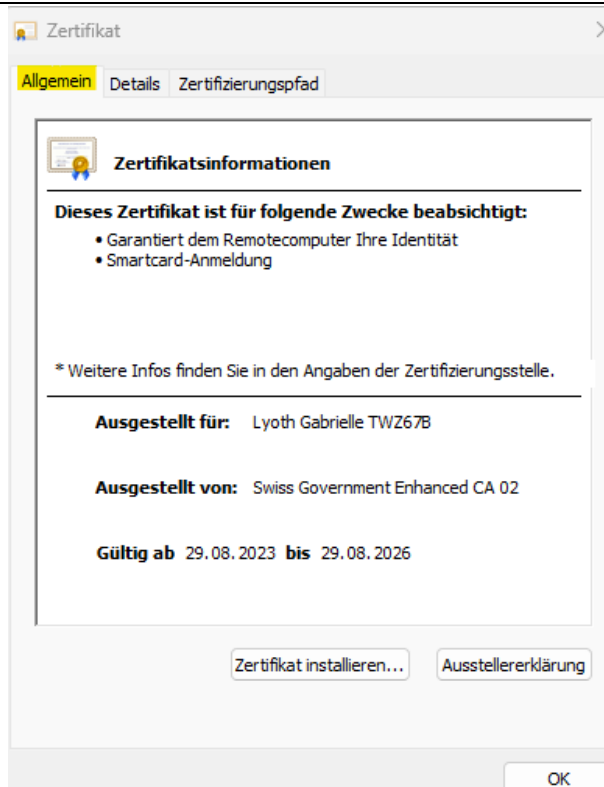 Zertifikat
Allgemein Details Zertifizierungspfad
Zertifikatsinformationen
Dieses Zertifikat ist für folgende Zwecke beabsichtigt:
• Garantiert dem Remotecomputer Ihre Identität
• Smartcard-Anmeldung
* Weitere Infos finden Sie in den Angaben der Zertifizierungsstelle.
Ausgestellt für: Lyoth Gabrielle TWZ67B
Ausgestellt von: Swiss Government Enhanced CA 02
Gültig ab 29.08.2023 bis 29.08.2026
Zertifikat installieren... Ausstellererklärung
OK